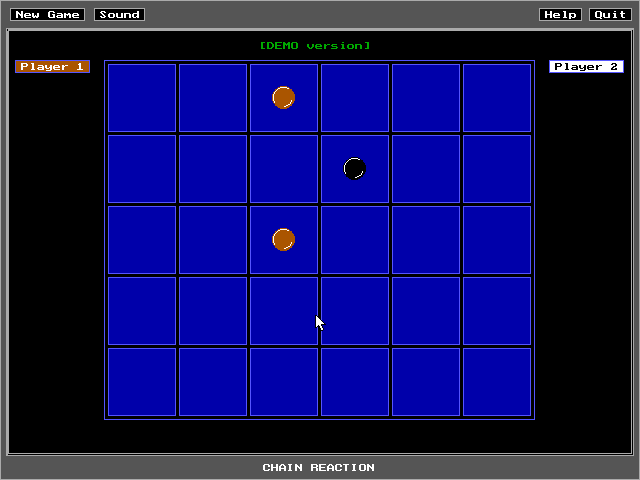 New Game Sound Help Quit
[DEMO version]
Player 1 Player 2
CHAIN REACTION